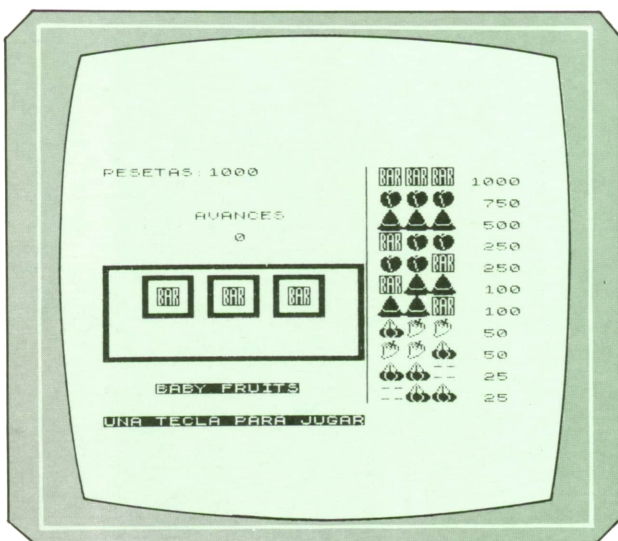 PESETAS:1000
AVANCES
0
BAR BAR BAR
BABY FRUITS
UNA TECLA PARA JUGAR
BAR BAR BAR 1000
750
500
BAR 250
BAR 250
BAR 100
BAR 100
50
50
25
25